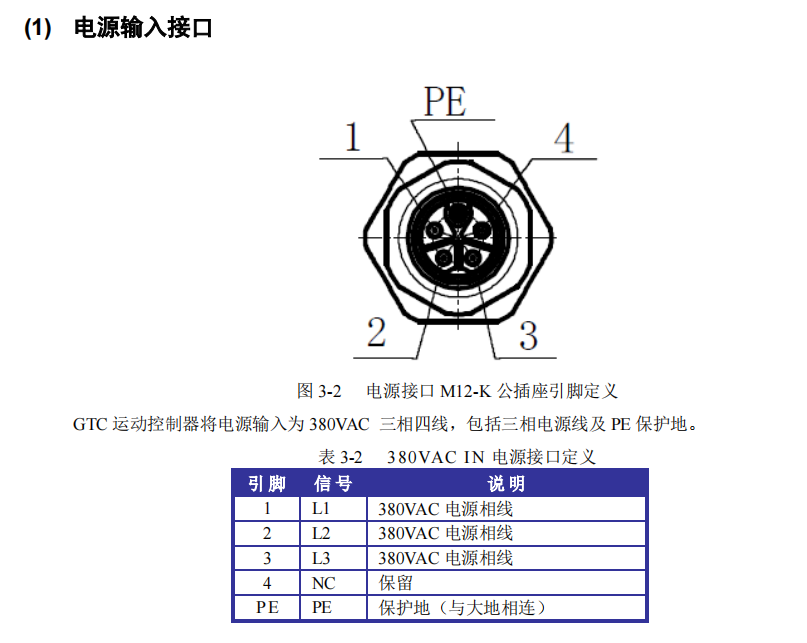 (1) 电源输入接口
PE
1
4
2
3
图 3-2 电源接口 M12-K 公插座引脚定义
GTC 运动控制器将电源输入为 380VAC 三相四线，包括三相电源线及 PE 保护地。
表 3-2 380VAC IN 电源接口定义
引脚 信号 说明
1 L1 380VAC 电源相线
2 L2 380VAC 电源相线
3 L3 380VAC 电源相线
4 NC 保留
PE PE 保护地（与大地相连）